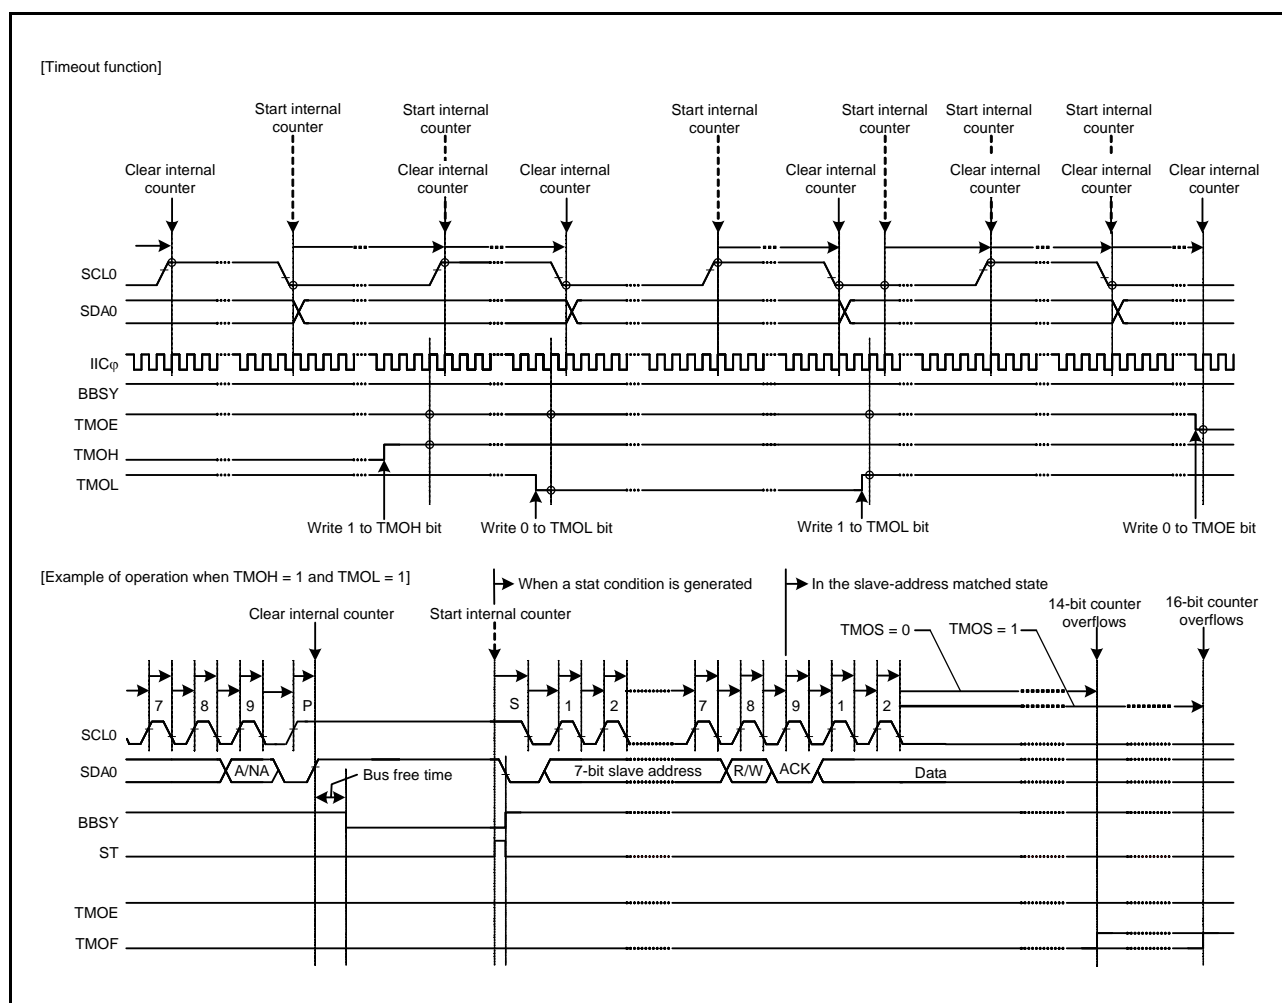 [Timeout function]
Start internal
counter
Start internal
counter
Start internal
counter
Start internal
counter
Start internal
counter
Start internal
counter
Clear internal
counter
Clear internal
counter
Clear internal
counter
Clear internal
counter
Clear internal
counter
Clear internal
counter
Clear internal
counter
SCL0
SDA0
IICφ
BBSY
TMOE
TMOH
TMOL
Write 1 to TMOH bit
Write 0 to TMOL bit
Write 1 to TMOL bit
Write 0 to TMOE bit
[Example of operation when TMOH = 1 and TMOL = 1]
When a stat condition is generated
In the slave-address matched state
Clear internal counter
Start internal counter
14-bit counter
overflows
16-bit counter
overflows
TMOS = 0
TMOS = 1
7 8 9 P S 1 2 7 8 9 1 2
SCL0
SDA0 A/NA 7-bit slave address R/W ACK Data
Bus free time
BBSY
ST
TMOE
TMOF